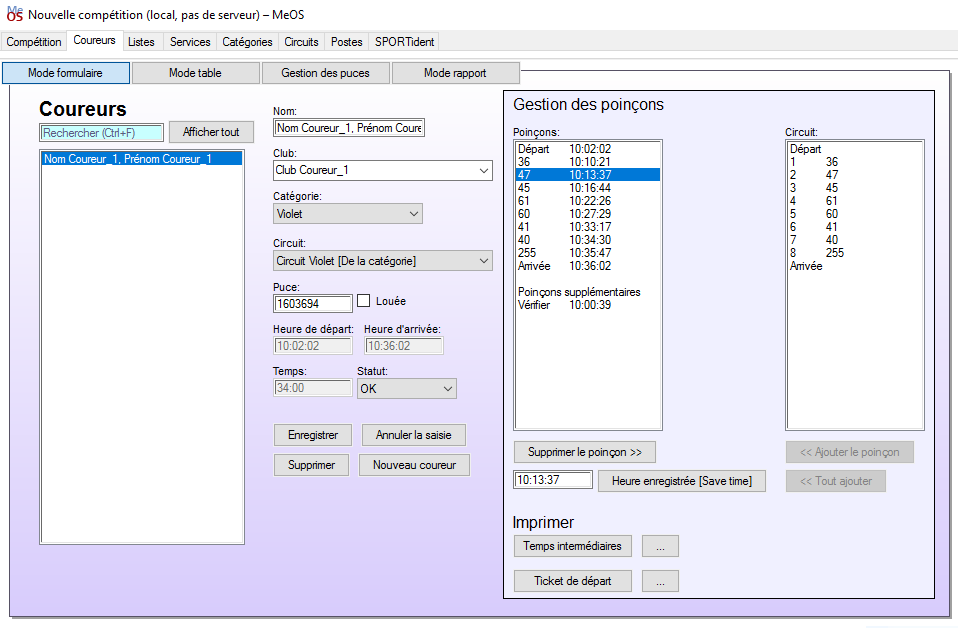 MeOS Nouvelle compétition (local, pas de serveur) – MeOS
Compétition Coureurs Listes Services Catégories Circuits Postes SPORTident
Mode formulaire Mode table Gestion des puces Mode rapport
Coureurs
Rechercher (Ctrl+F) Afficher tout
Nom Coureur_1, Prénom Coureur_1
Nom:
Nom Coureur_1, Prénom Coure
Club:
Club Coureur_1
Catégorie:
Violet
Circuit:
Circuit Violet [De la catégorie]
Puce:
1603694 Louée
Heure de départ: Heure d'arrivée:
10:02:02 10:36:02
Temps: Statut:
34:00 OK
Enregistrer Annuler la saisie
Supprimer Nouveau coureur
Gestion des poinçons
Poinçons:
Départ 10:02:02
36 10:10:21
47 10:13:37
45 10:16:44
61 10:22:26
60 10:27:29
41 10:33:17
40 10:34:30
255 10:35:47
Arrivée 10:36:02
Poinçons supplémentaires
Vérifier 10:00:39
Supprimer le poinçon >>
10:13:37 Heure enregistrée [Save time]
Circuit:
Départ
1 36
2 47
3 45
4 61
5 60
6 41
7 40
8 255
Arrivée
<< Ajouter le poinçon
<< Tout ajouter
Imprimer
Temps intermédiaires ...
Ticket de départ ...